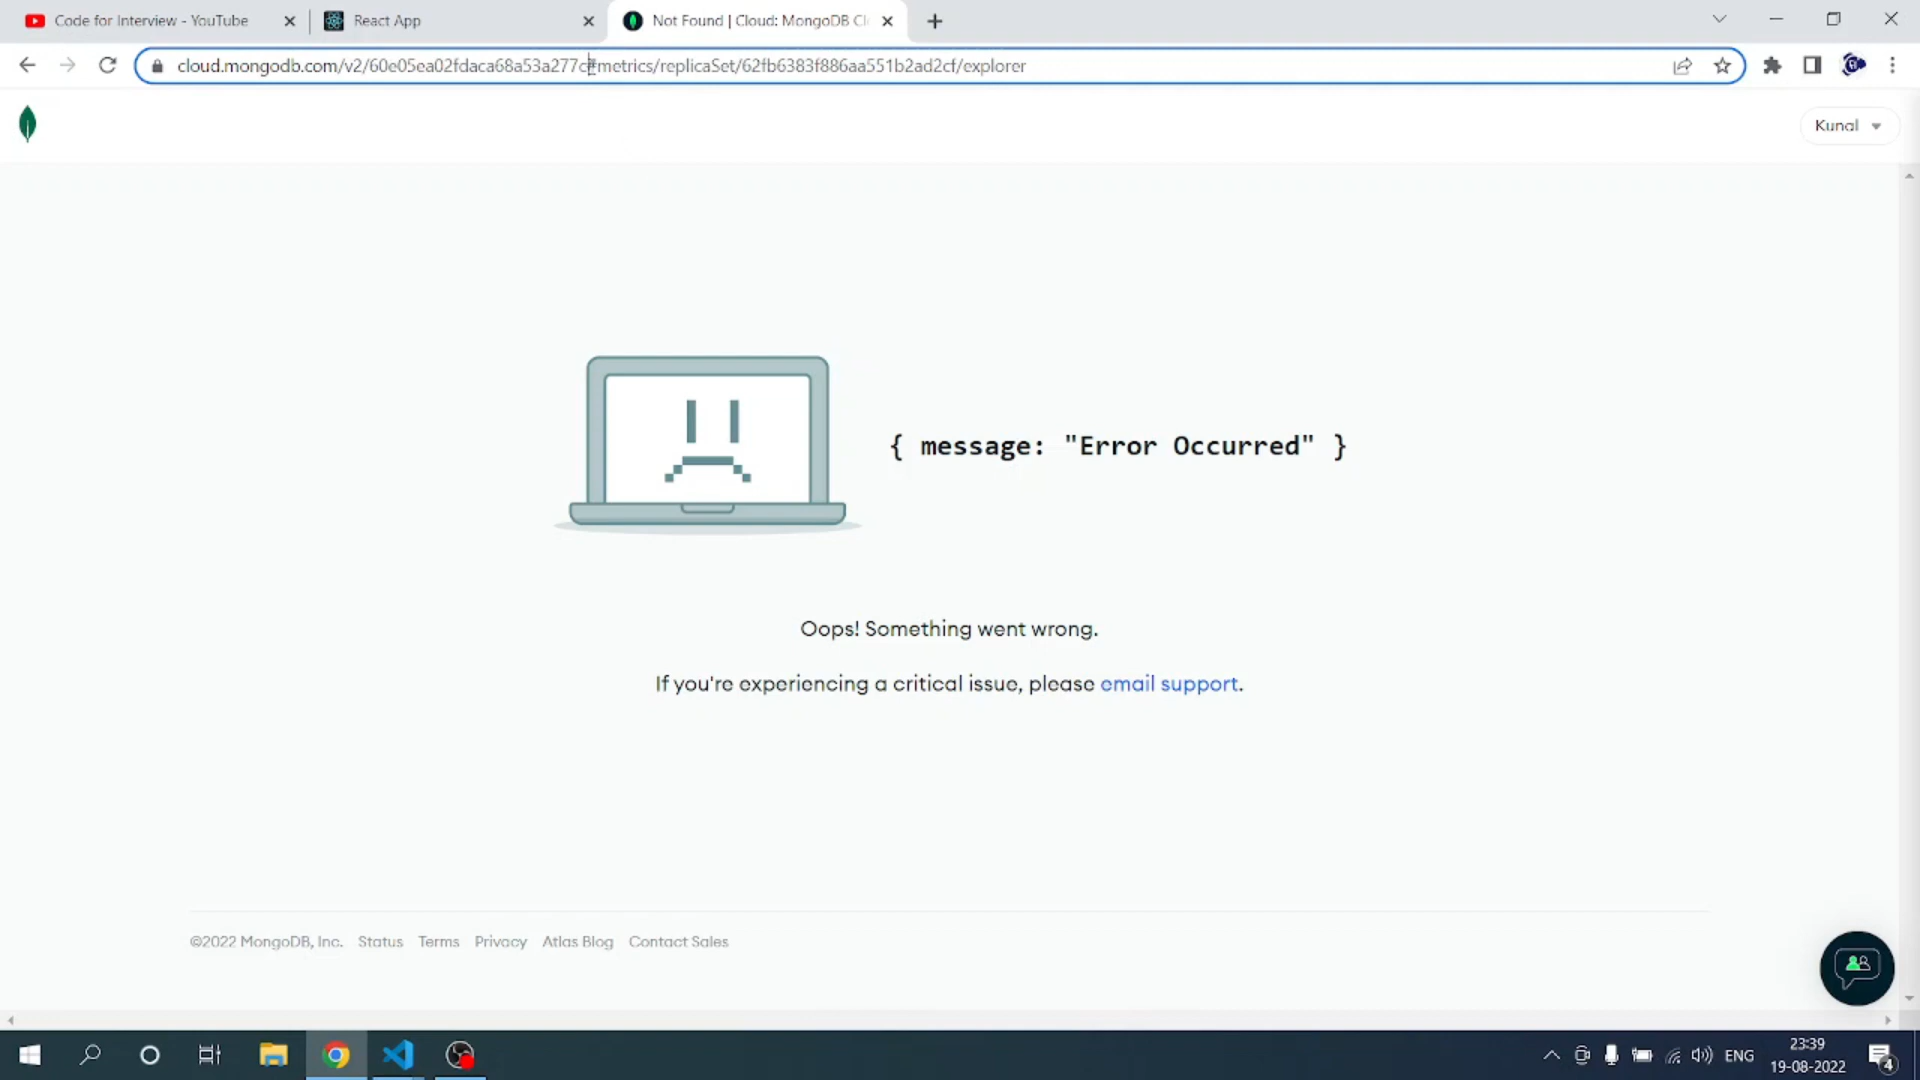 Code for Interview - YouTube
React App
Not Found | Cloud: MongoDB Cl
cloud.mongodb.com/v2/60e05ea02fdaca68a53a277cf#metrics/replicaSet/62fb6383f886aa551b2ad2cf/explorer
Kunal
{ message: "Error Occurred" }
Oops! Something went wrong.
If you're experiencing a critical issue, please email support.
©2022 MongoDB, Inc. Status Terms Privacy Atlas Blog Contact Sales
ENG
23:39
19-08-2022
4